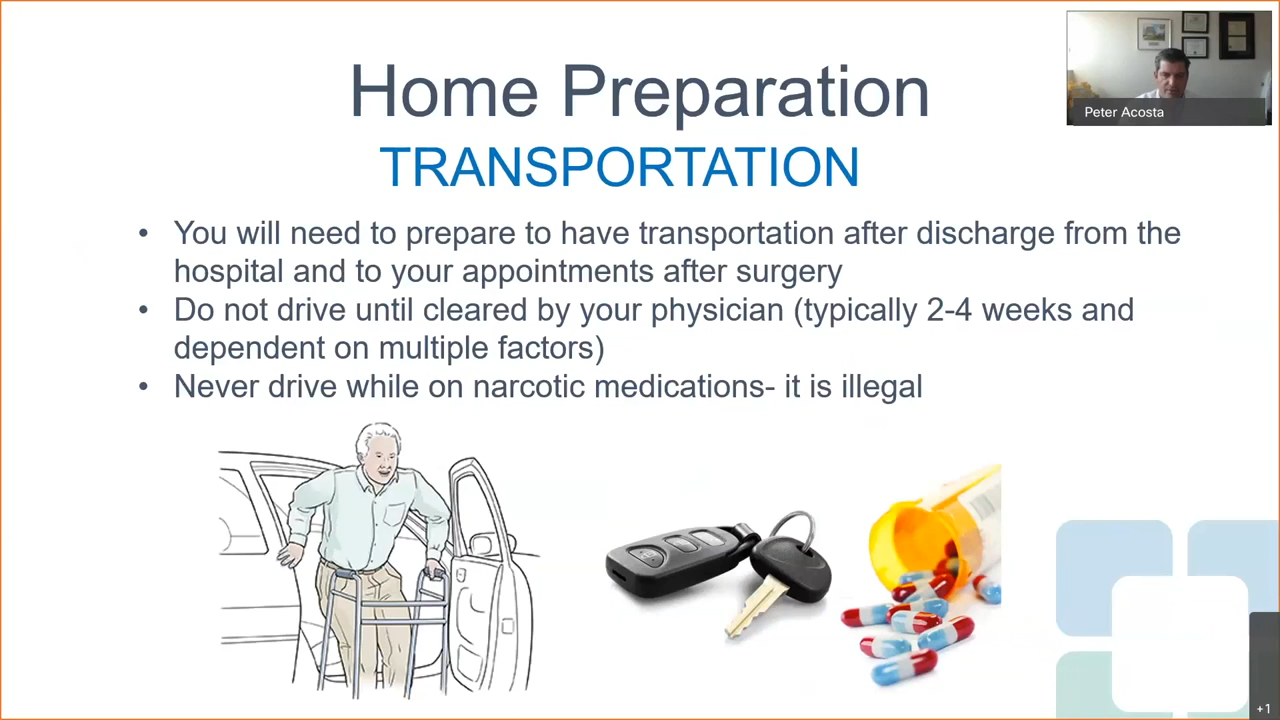 Home Preparation
TRANSPORTATION
Peter Acosta
• You will need to prepare to have transportation after discharge from the
hospital and to your appointments after surgery
• Do not drive until cleared by your physician (typically 2-4 weeks and
dependent on multiple factors)
• Never drive while on narcotic medications- it is illegal
+1